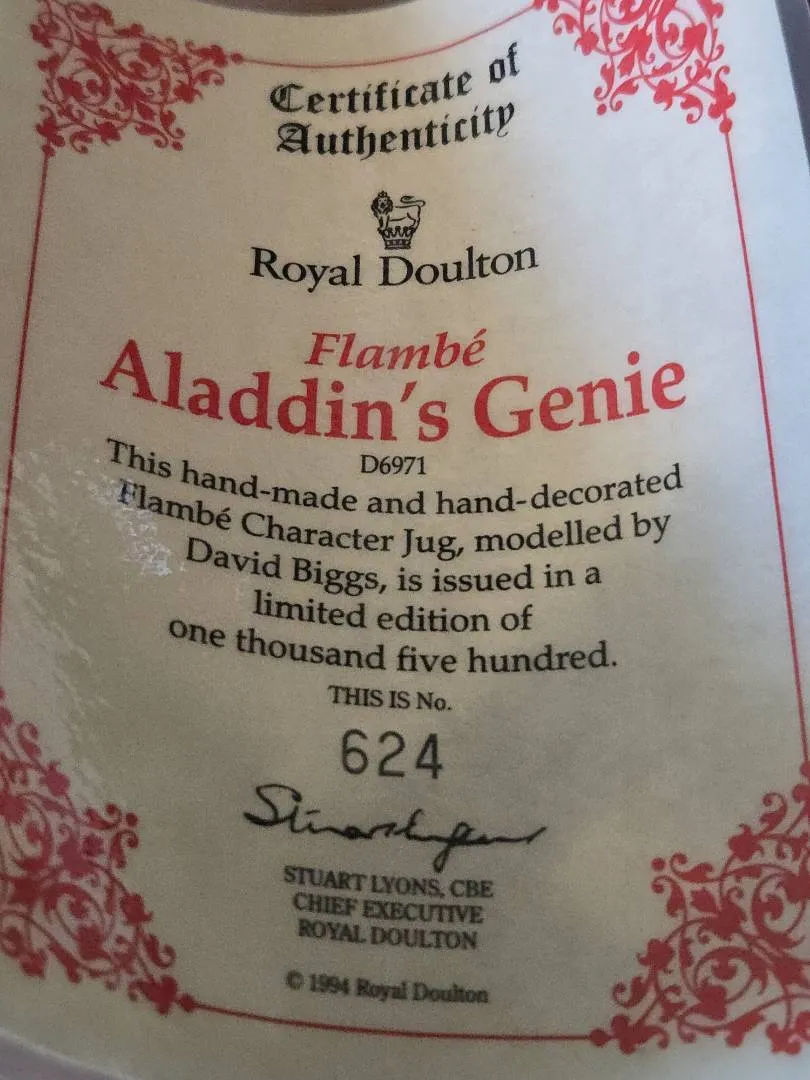 Certificate of
Authenticity
Royal Doulton
Flambé
Aladdin's Genie
D6971
This hand-made and hand-decorated
Flambé Character Jug, modelled by
David Biggs, is issued in a
limited edition of
one thousand five hundred.
THIS IS No.
624
STUART LYONS, CBE
CHIEF EXECUTIVE
ROYAL DOULTON
© 1994 Royal Doulton